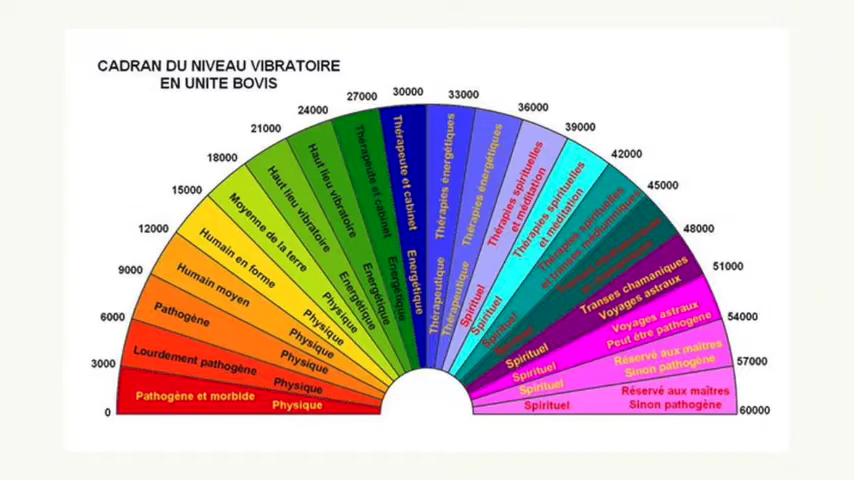 CADRAN DU NIVEAU VIBRATOIRE
EN UNITE BOVIS
0
3000
6000
9000
12000
15000
18000
21000
24000
27000
30000
33000
36000
39000
42000
45000
48000
51000
54000
57000
60000
Pathogène et morbide
Physique
Lourdement pathogène
Physique
Pathogène
Physique
Humain moyen
Physique
Humain en forme
Physique
Moyenne de la terre
Physique
Haut lieu vibratoire
Energétique
Haut lieu vibratoire
Energétique
Thérapeute et cabinet
Energétique
Thérapeute et cabinet
Energétique
Thérapies énergétiques
Thérapeutique
Thérapies énergétiques
Thérapeutique
Thérapies spirituelles
et méditation
Spirituel
Thérapies spirituelles
et méditation
Spirituel
Thérapies spirituelles
et transes médiumniques
Spirituel
Transes chamaniques
Voyages astraux
Spirituel
Voyages astraux
Peut être pathogène
Spirituel
Réservé aux maîtres
Sinon pathogène
Spirituel
Réservé aux maîtres
Sinon pathogène
Spirituel